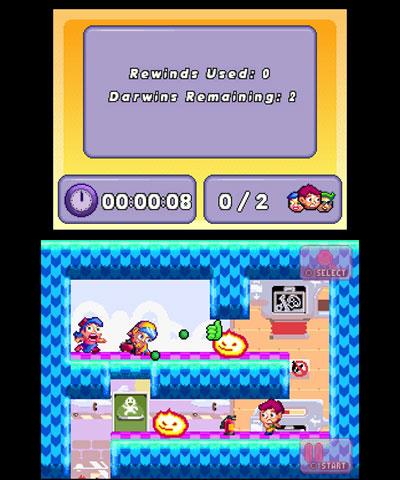 Rewinds Used: 0
Darwins Remaining: 2
00:00:08
0 / 2
SELECT
START